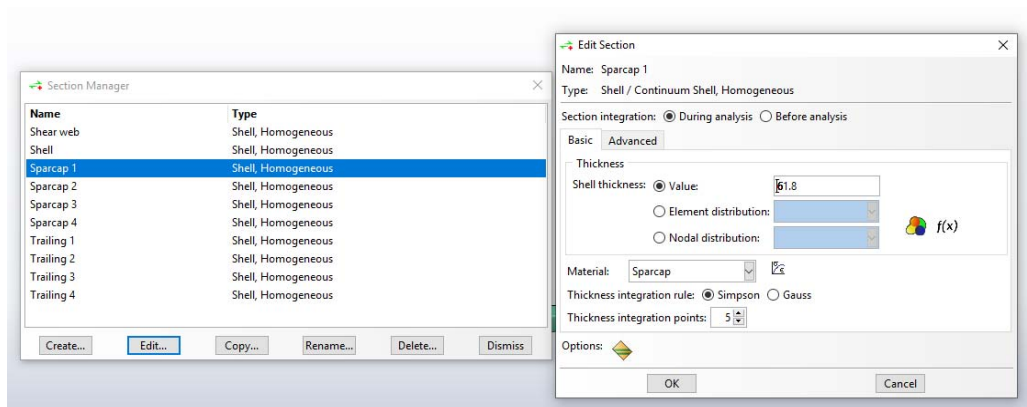 Section Manager
Name Type
Shear web Shell, Homogeneous
Shell Shell, Homogeneous
Sparcap 1 Shell, Homogeneous
Sparcap 2 Shell, Homogeneous
Sparcap 3 Shell, Homogeneous
Sparcap 4 Shell, Homogeneous
Trailing 1 Shell, Homogeneous
Trailing 2 Shell, Homogeneous
Trailing 3 Shell, Homogeneous
Trailing 4 Shell, Homogeneous
Create... Edit... Copy... Rename... Delete... Dismiss
Edit Section
Name: Sparcap 1
Type: Shell / Continuum Shell, Homogeneous
Section integration: During analysis Before analysis
Basic Advanced
Thickness
Shell thickness: Value: 61.8
Element distribution:
Nodal distribution: f(x)
Material: Sparcap
Thickness integration rule: Simpson Gauss
Thickness integration points: 5
Options:
OK Cancel